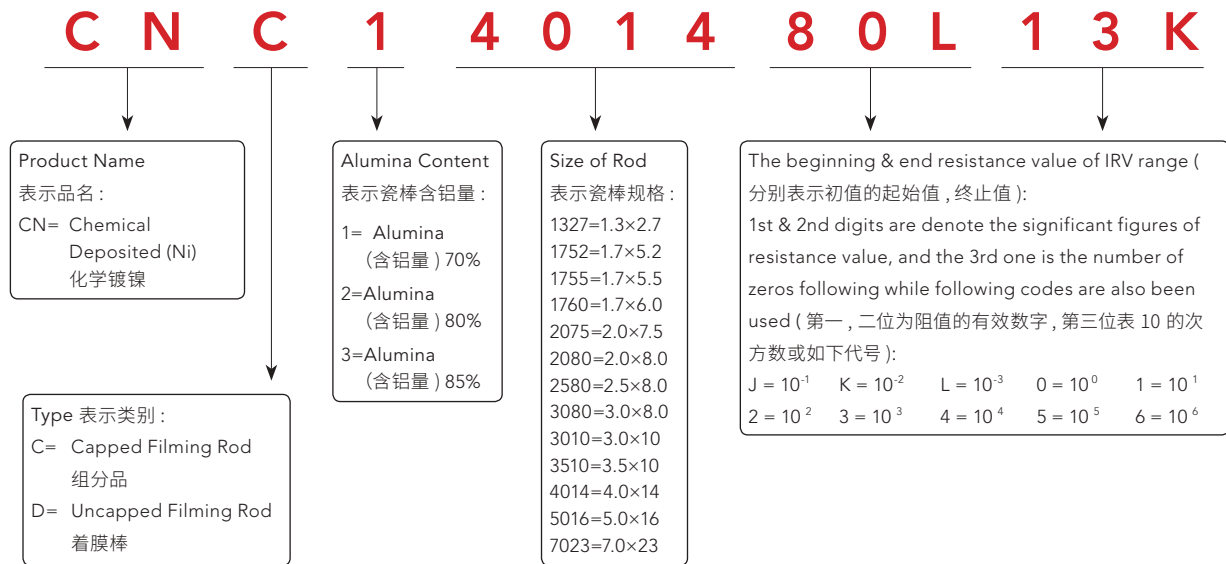 C N C 1 4 0 1 4 8 0 L 1 3 K
Product Name
表示品名 :
CN= Chemical
Deposited (Ni)
化学镀镍
Type 表示类别 :
C= Capped Filming Rod
组分品
D= Uncapped Filming Rod
着膜棒
Alumina Content
表示瓷棒含铝量 :
1= Alumina
(含铝量 ) 70%
2=Alumina
(含铝量 ) 80%
3=Alumina
(含铝量 ) 85%
Size of Rod
表示瓷棒规格 :
1327=1.3×2.7
1752=1.7×5.2
1755=1.7×5.5
1760=1.7×6.0
2075=2.0×7.5
2080=2.0×8.0
2580=2.5×8.0
3080=3.0×8.0
3010=3.0×10
3510=3.5×10
4014=4.0×14
5016=5.0×16
7023=7.0×23
The beginning & end resistance value of IRV range (
分别表示初值的起始值 , 终止值 ):
1st & 2nd digits are denote the significant figures of
resistance value, and the 3rd one is the number of
zeros following while following codes are also been
used ( 第一 , 二位为阻值的有效数字 , 第三位表 10 的次
方数或如下代号 ):
J = 10⁻¹ K = 10⁻² L = 10⁻³ 0 = 10⁰ 1 = 10¹
2 = 10² 3 = 10³ 4 = 10⁴ 5 = 10⁵ 6 = 10⁶